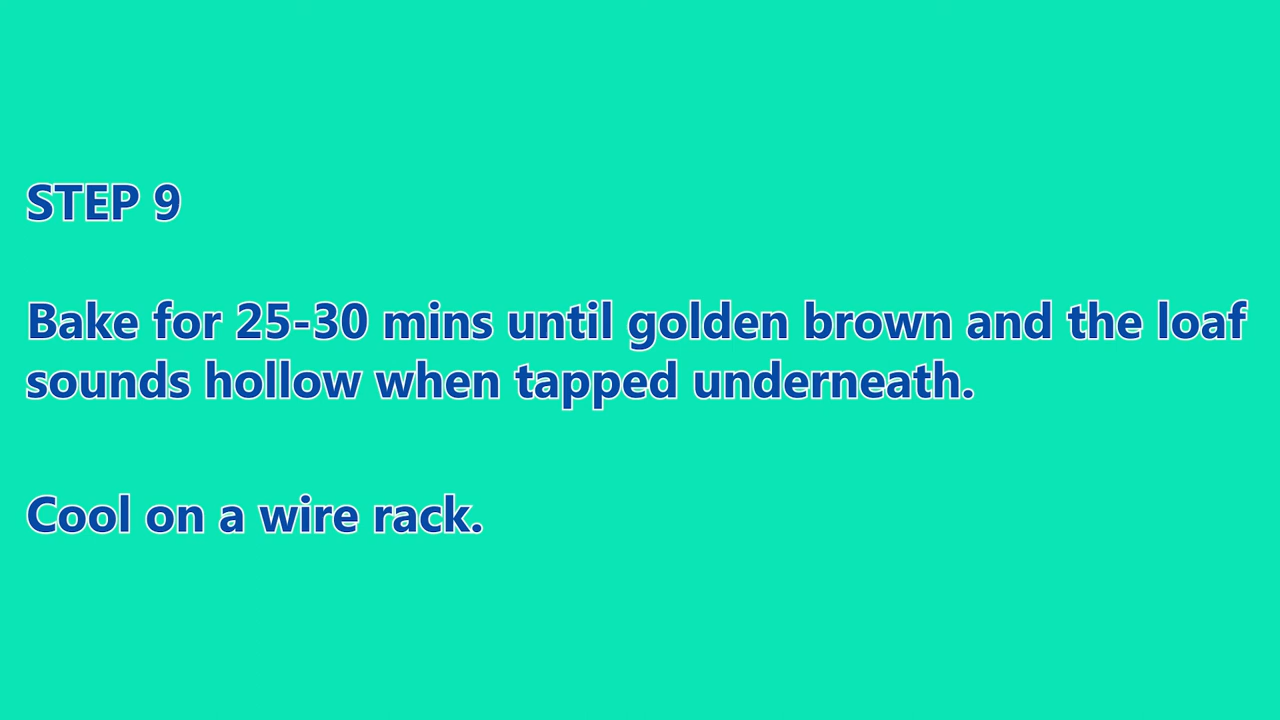 STEP 9
Bake for 25-30 mins until golden brown and the loaf
sounds hollow when tapped underneath.
Cool on a wire rack.